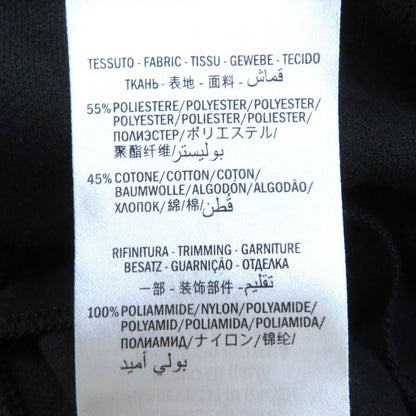 TESSUTO - FABRIC - TISSU - GEWEBE - TECIDO
ТКАНЬ - 表地 - 面料 - قماش
55% POLIESTERE/POLYESTER/POLYESTER/
POLYESTER/POLIESTER/POLIESTER/
ПОЛИЭСТЕР/ポリエステル/
聚酯纤维/بوليستر
45% COTONE/COTTON/COTON/
BAUMWOLLE/ALGODÓN/ALGODÃO/
ХЛОПОК/綿/棉/قطن
RIFINITURA - TRIMMING - GARNITURE
BESATZ - GUARNIÇÃO - ОТДЕЛКА
一部 - 装饰部件 - تقليم
100% POLIAMMIDE/NYLON/POLYAMIDE/
POLYAMID/POLIAMIDA/POLIAMIDA/
ПОЛИАМИД/ナイロン/锦纶/
بولي أميد